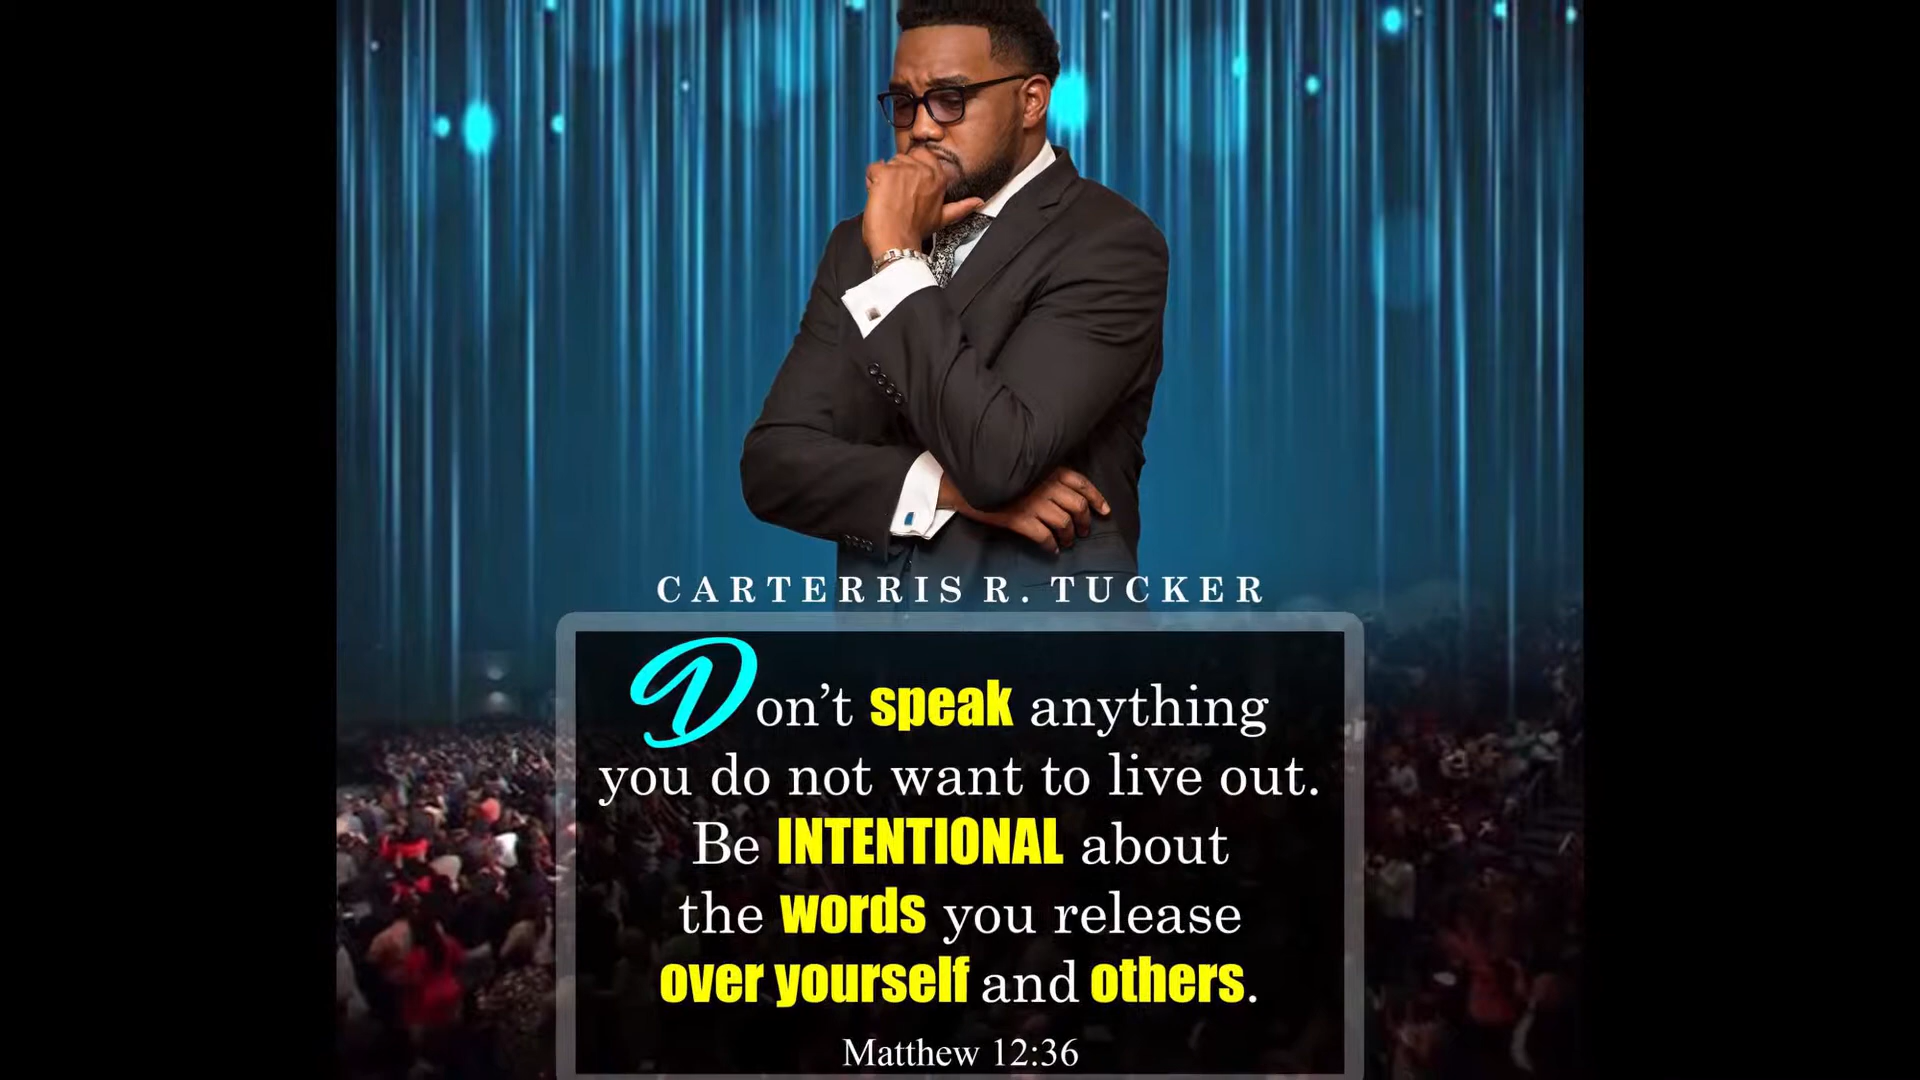 CARTERRIS R. TUCKER
Don’t speak anything
you do not want to live out.
Be INTENTIONAL about
the words you release
over yourself and others.
Matthew 12:36